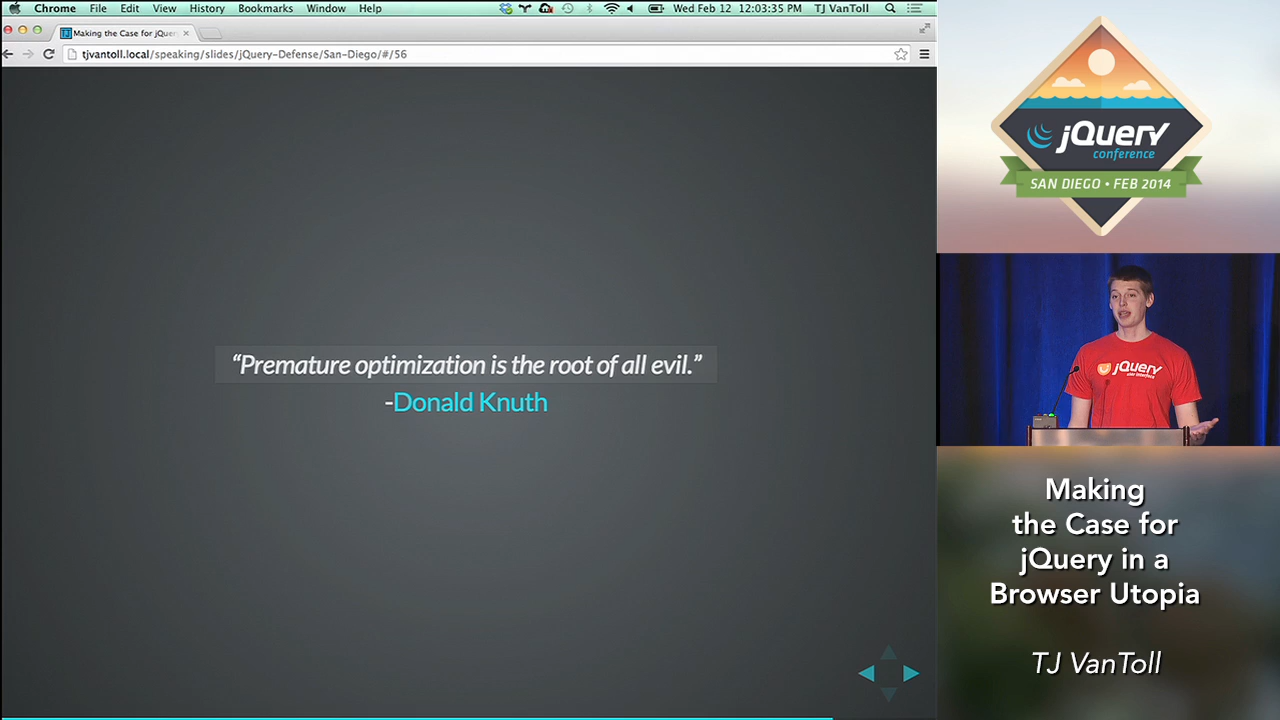 Chrome File Edit View History Bookmarks Window Help Wed Feb 12 12:03:35 PM TJ VanToll
Making the Case for jQuer
tjvantoll.local/speaking/slides/jQuery-Defense/San-Diego/#/56
“Premature optimization is the root of all evil.”
-Donald Knuth
jQuery
conference
SAN DIEGO • FEB 2014
jQuery
user interface
Making
the Case for
jQuery in a
Browser Utopia
TJ VanToll